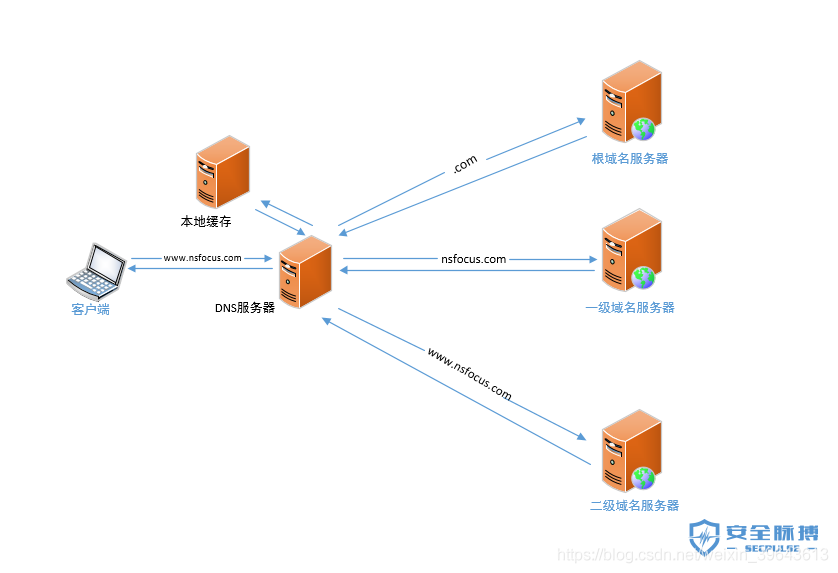 .com
根域名服务器
本地缓存
www.nsfocus.com
nsfocus.com
客户端
DNS服务器
一级域名服务器
www.nsfocus.com
二级域名服务器
安全脉搏
SECPULSE
https://blog.csdn.net/weixin_39643613